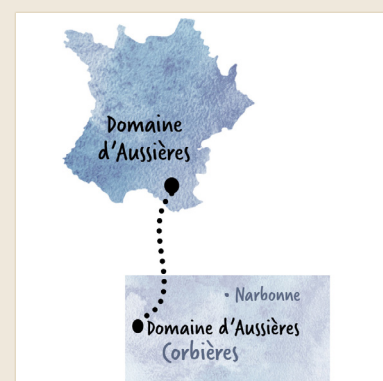 Domaine
d'Aussières
• Narbonne
Domaine d'Aussières
Corbières